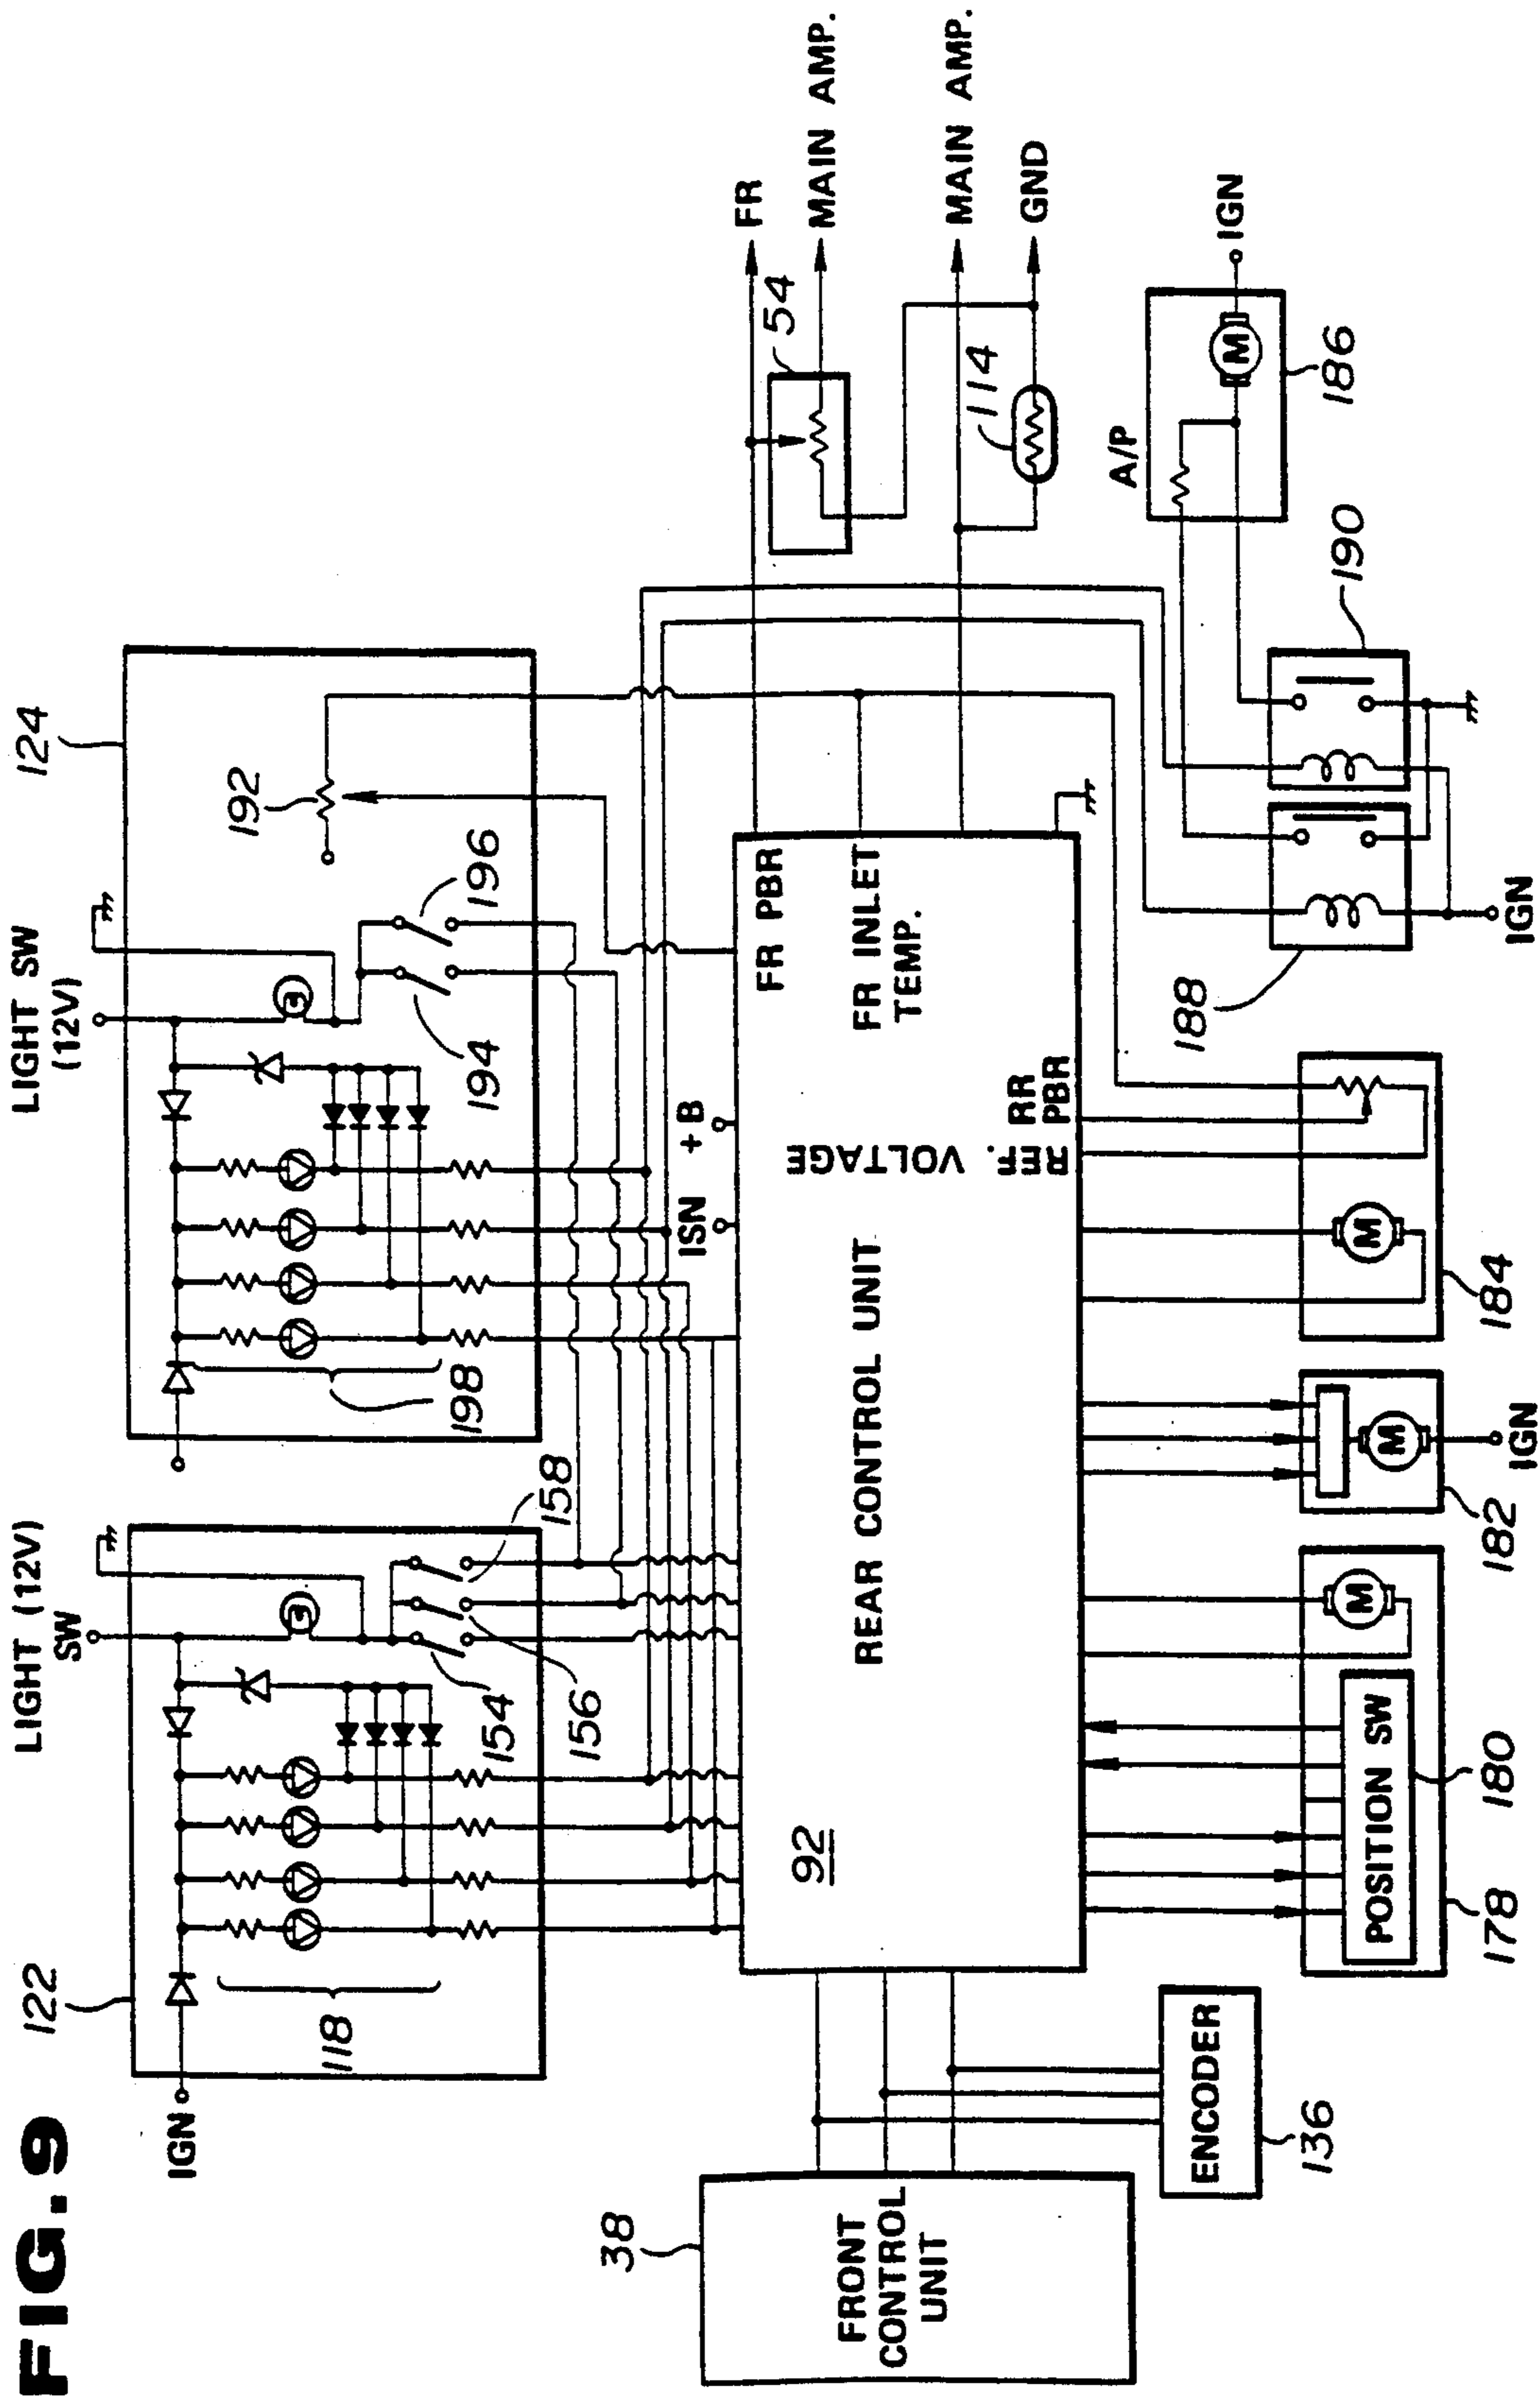 FIG.9
122
IGN
LIGHT (12V)
SW
118
154
156
158
124
LIGHT SW
(12V)
192
194
196
198
ISN
+ B
92
REAR CONTROL UNIT
REF. VOLTAGE
FR PBR
FR INLET
TEMP.
RR
PBR
FR
MAIN AMP.
54
MAIN AMP.
GND
114
A/P
M
IGN
186
190
188
IGN
38
FRONT
CONTROL
UNIT
ENCODER
136
POSITION SW
M
178
180
M
182
IGN
M
184